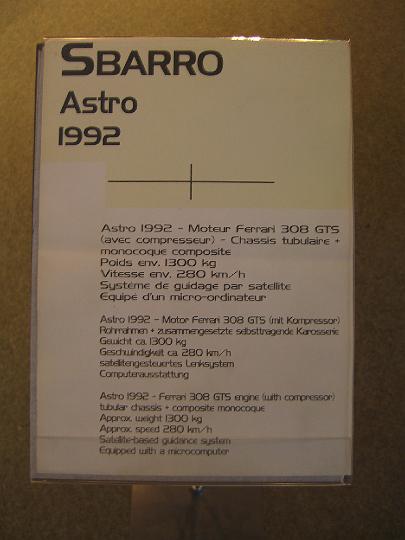 SBARRO
Astro
1992
Astro 1992 - Moteur Ferrari 308 GTS
(avec compresseur) - Chassis tubulaire +
monocoque composite
Poids env. 1300 kg
Vitesse env. 280 km/h
Système de guidage par satellite
Equipé d'un micro-ordinateur
Astro 1992 - Motor Ferrari 308 GTS (mit Kompressor)
Rohrrahmen + zusammengesetzte selbsttragende Karosserie
Gewicht ca. 1300 kg
Geschwindigkeit ca. 280 km/h
satellitengesteuertes Lenksystem
Computerausstattung
Astro 1992 - Ferrari 308 GTS engine (with compressor)
tubular chassis + composite monocoque
Approx. weight 1300 kg
Approx. speed 280 km/h
Satellite-based guidance system
Equipped with a microcomputer